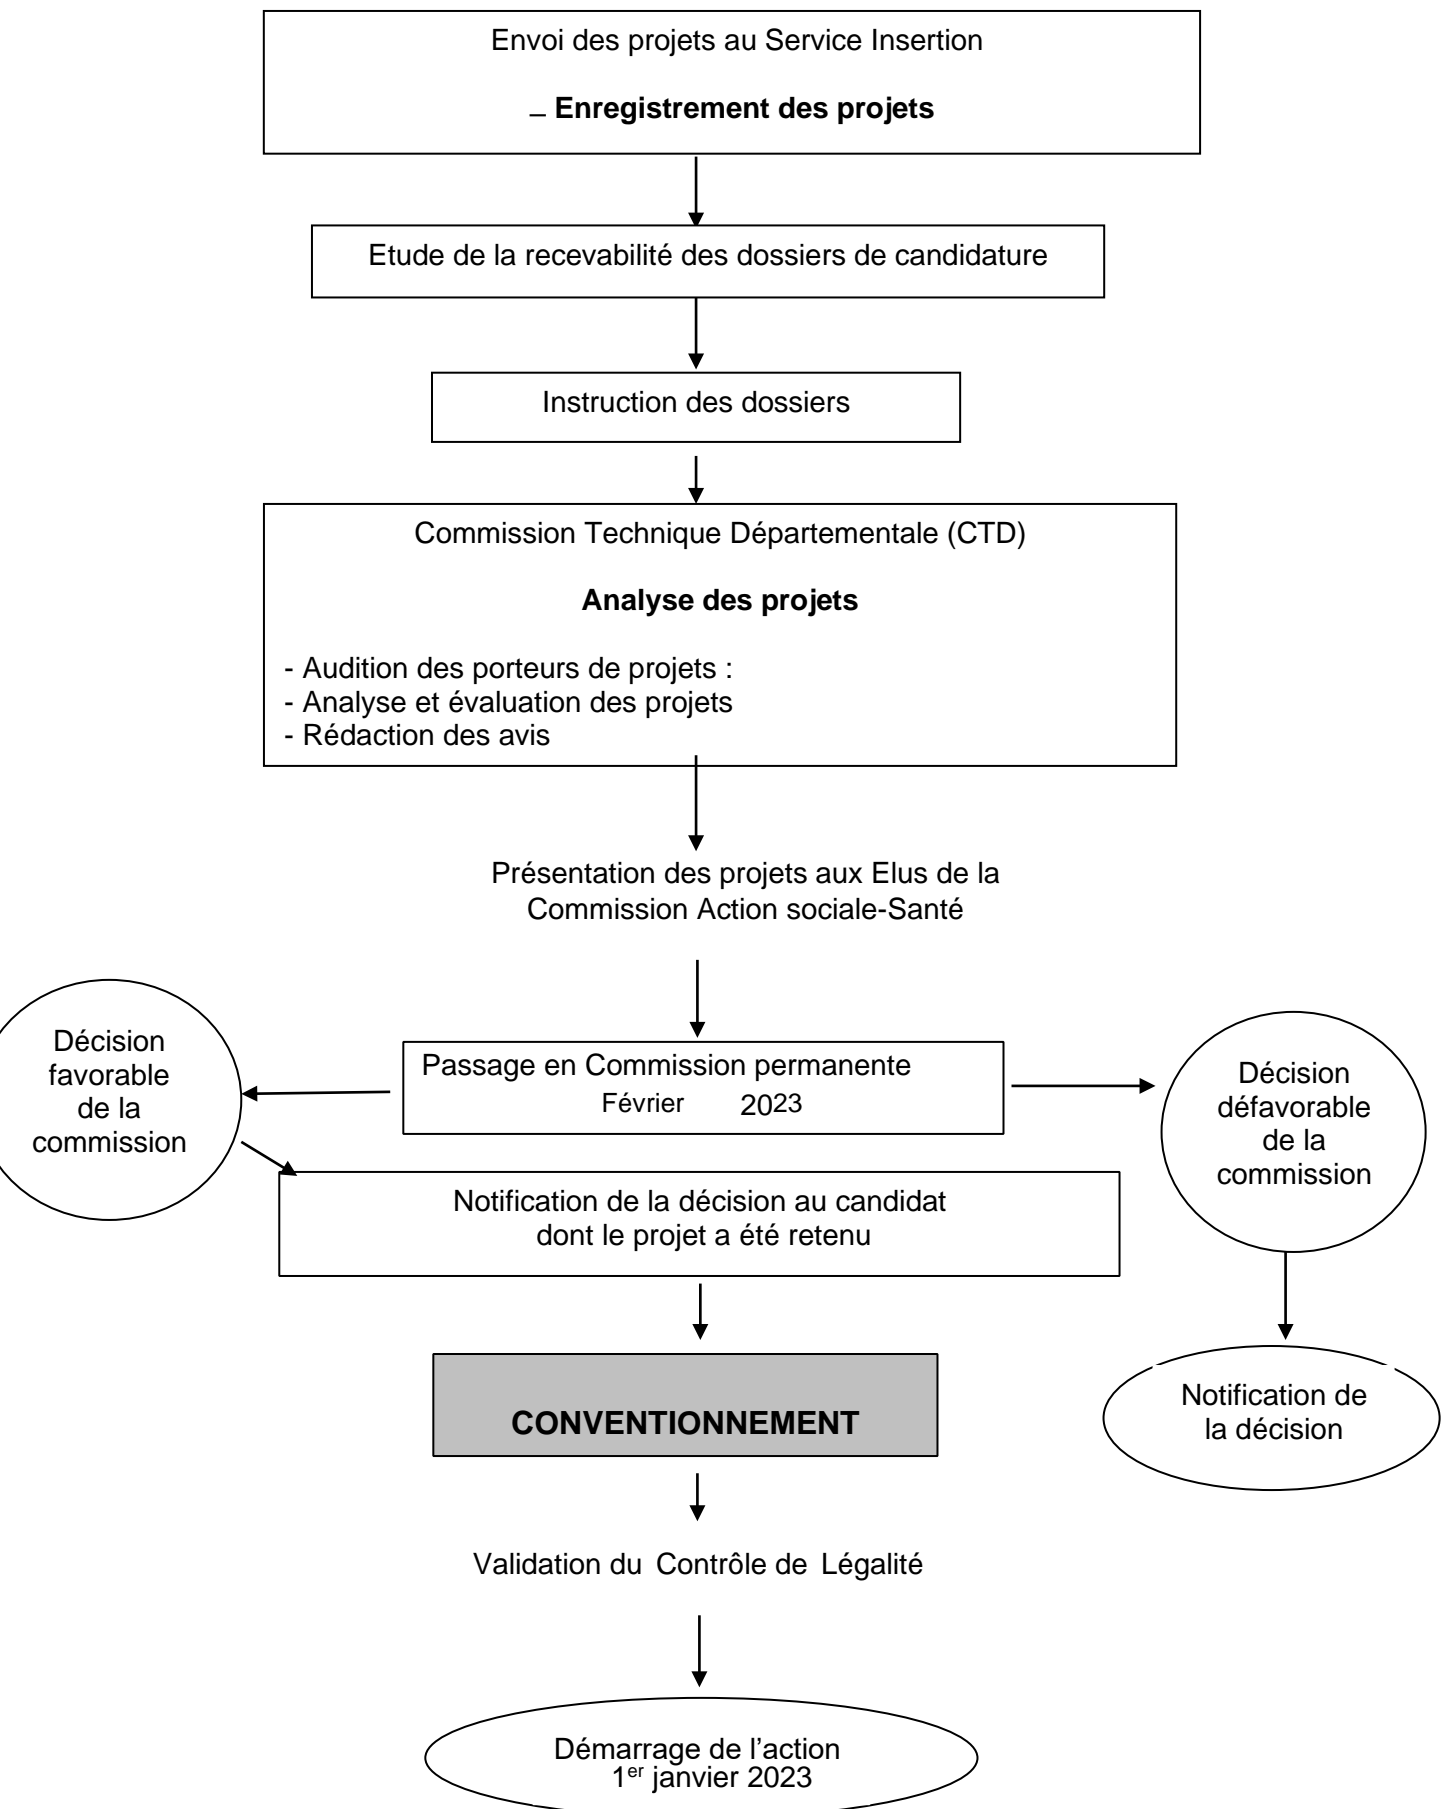 Envoi des projets au Service Insertion
– Enregistrement des projets
Etude de la recevabilité des dossiers de candidature
Instruction des dossiers
Commission Technique Départementale (CTD)
Analyse des projets
- Audition des porteurs de projets :
- Analyse et évaluation des projets
- Rédaction des avis
Présentation des projets aux Elus de la
Commission Action sociale-Santé
Décision
favorable
de la
commission
Passage en Commission permanente
Février 2023
Décision
défavorable
de la
commission
Notification de la décision au candidat
dont le projet a été retenu
CONVENTIONNEMENT
Notification de
la décision
Validation du Contrôle de Légalité
Démarrage de l’action
1er janvier 2023